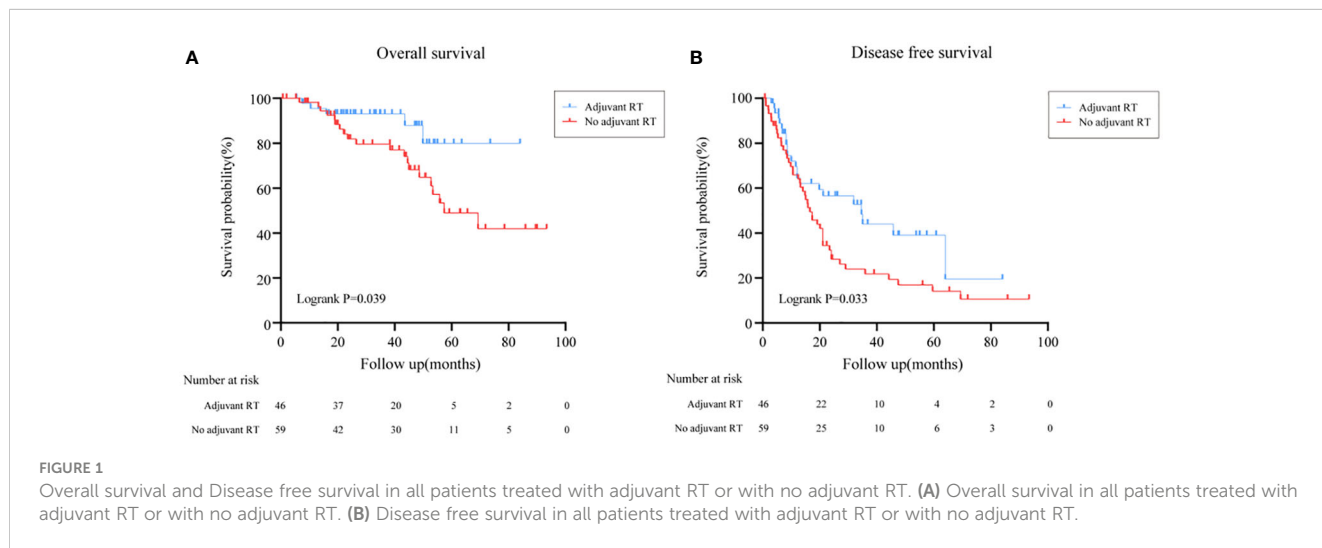 A
Overall survival
Adjuvant RT
No adjuvant RT
Survival probability(%)
100
80
60
40
20
0
Logrank P=0.039
0 20 40 60 80 100
Follow up(months)
Number at risk
Adjuvant RT 46 37 20 5 2 0
No adjuvant RT 59 42 30 11 5 0
B
Disease free survival
Adjuvant RT
No adjuvant RT
Survival probability(%)
100
80
60
40
20
0
Logrank P=0.033
0 20 40 60 80 100
Follow up(months)
Number at risk
Adjuvant RT 46 22 10 4 2 0
No adjuvant RT 59 25 10 6 3 0
FIGURE 1
Overall survival and Disease free survival in all patients treated with adjuvant RT or with no adjuvant RT. (A) Overall survival in all patients treated with
adjuvant RT or with no adjuvant RT. (B) Disease free survival in all patients treated with adjuvant RT or with no adjuvant RT.